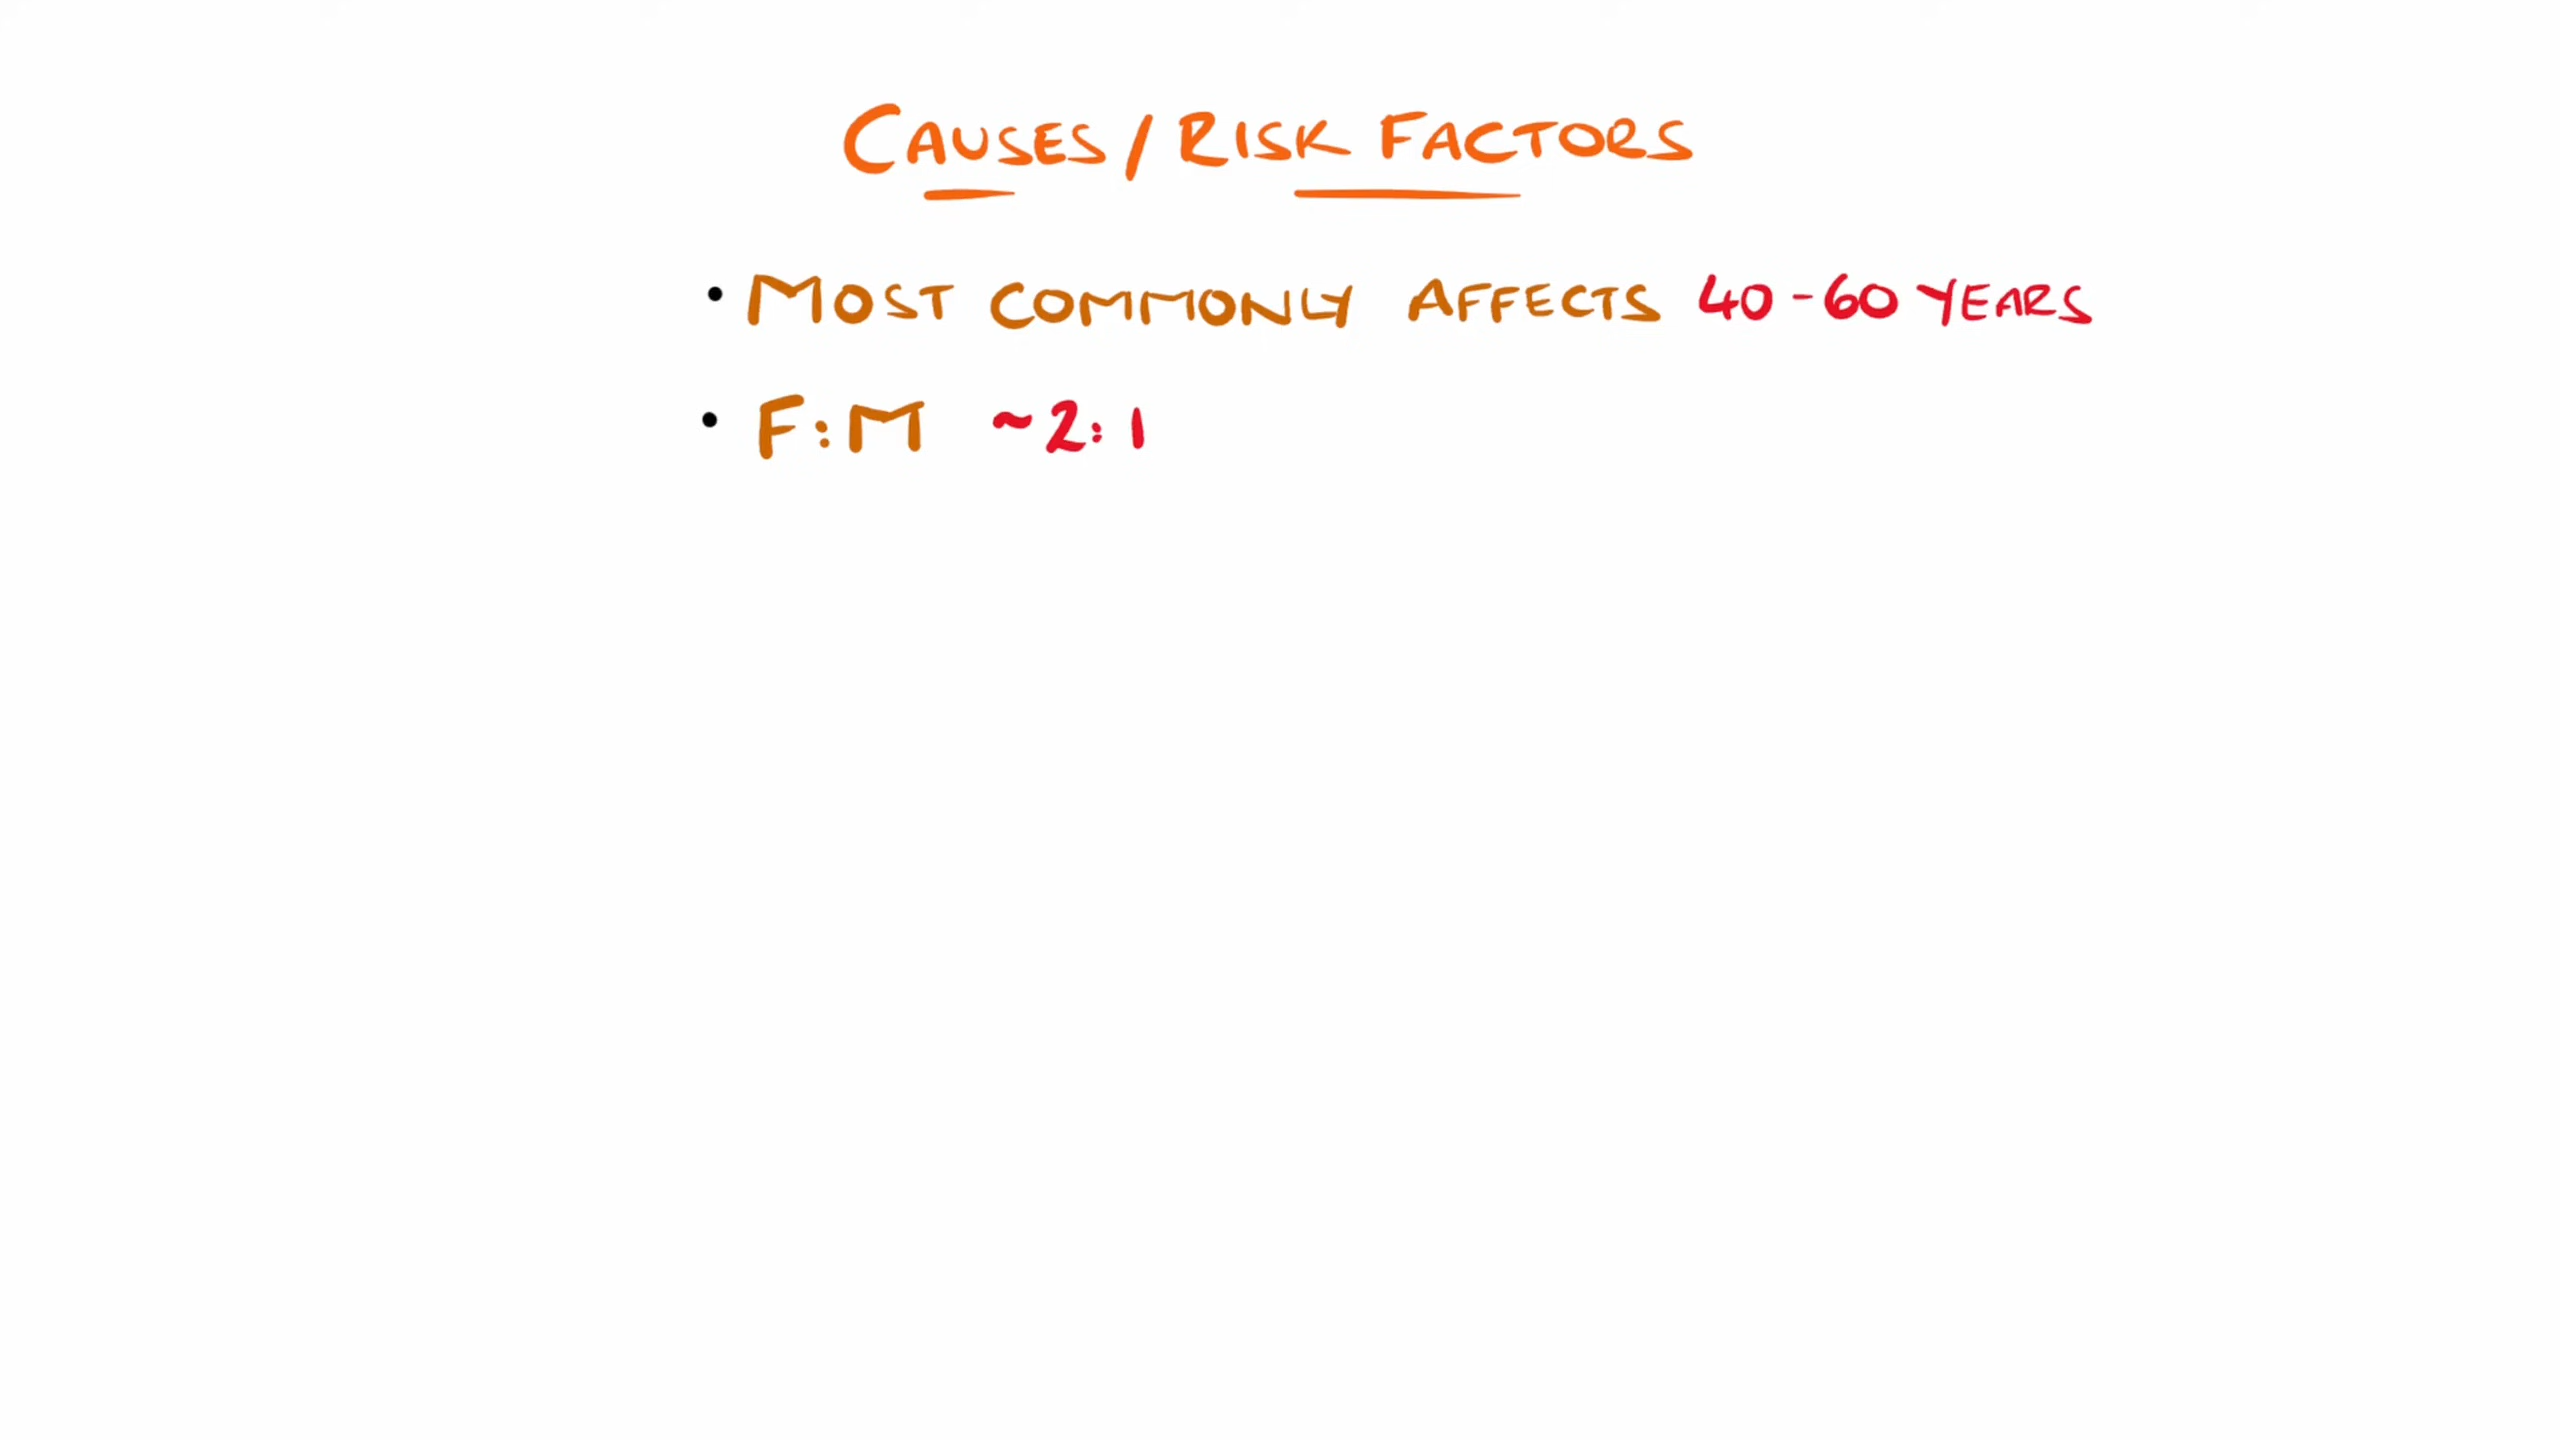 CAUSES / RISK FACTORS
• MOST COMMONLY AFFECTS 40-60 YEARS
• F:M ~2:1